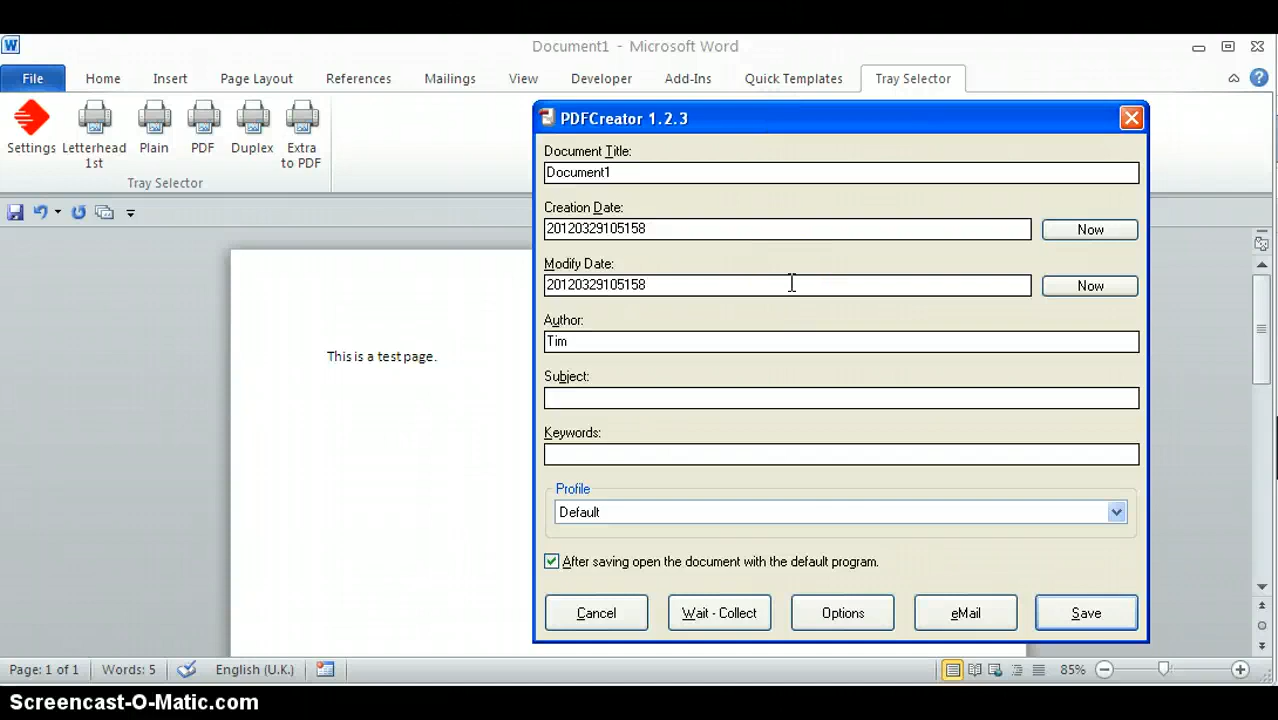 Document1 - Microsoft Word
File Home Insert Page Layout References Mailings View Developer Add-Ins Quick Templates Tray Selector
Settings Letterhead 1st Plain PDF Duplex Extra to PDF
Tray Selector
PDFCreator 1.2.3
Document Title:
Document1
Creation Date:
20120329105158 Now
Modify Date:
20120329105158 Now
Author:
Tim
Subject:
Keywords:
Profile
Default
After saving open the document with the default program.
Cancel Wait - Collect Options eMail Save
This is a test page.
Page: 1 of 1 Words: 5 English (U.K.) 85%
Screencast-O-Matic.com